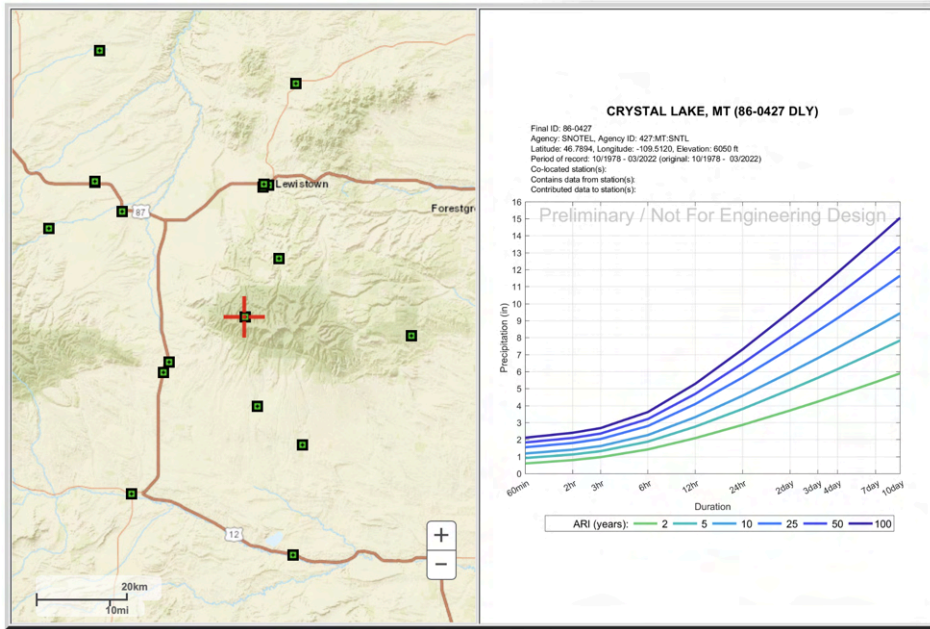 Lewistown
87
Forestgr
12
+
−
20km
10mi
CRYSTAL LAKE, MT (86-0427 DLY)
Final ID: 86-0427
Agency: SNOTEL, Agency ID: 427:MT:SNTL
Latitude: 46.7894, Longitude: -109.5120, Elevation: 6050 ft
Period of record: 10/1978 - 03/2022 (original: 10/1978 - 03/2022)
Co-located station(s):
Contains data from station(s):
Contributed data to station(s):
Preliminary / Not For Engineering Design
Precipitation (in)
16
15
14
13
12
11
10
9
8
7
6
5
4
3
2
1
0
60min 2hr 3hr 6hr 12hr 24hr 2day 3day 4day 7day 10day
Duration
ARI (years): 2 5 10 25 50 100